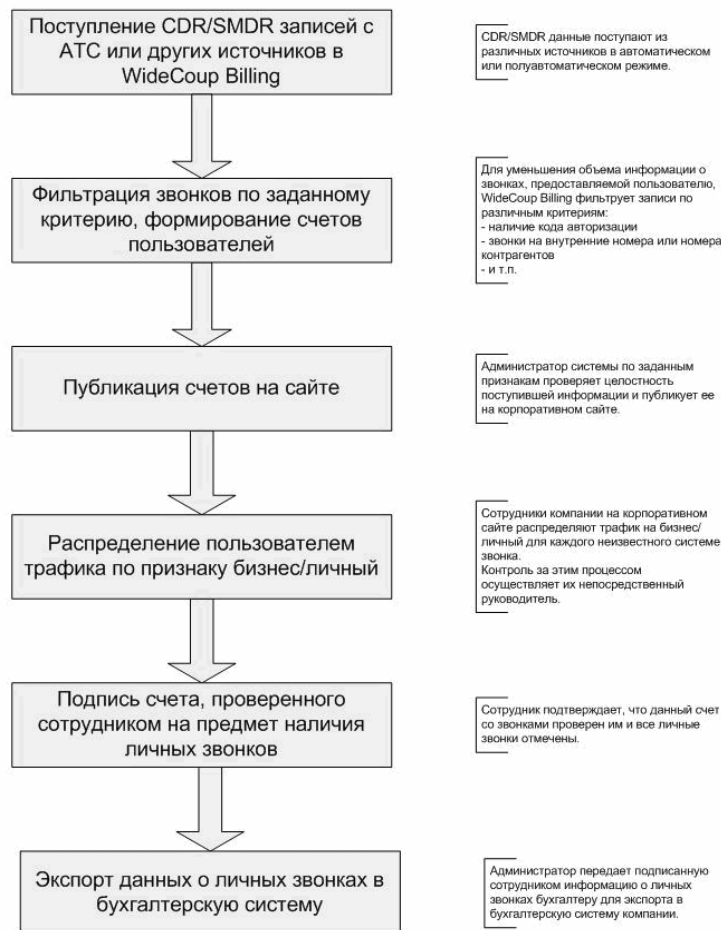 Поступление CDR/SMDR записей с
АТС или других источников в
WideCoup Billing
CDR/SMDR данные поступают из
различных источников в автоматическом
или полуавтоматическом режиме.
Фильтрация звонков по заданному
критерию, формирование счетов
пользователей
Для уменьшения объема информации о
звонках, предоставляемой пользователю,
WideCoup Billing фильтрует записи по
различным критериям:
- наличие кода авторизации
- звонки на внутренние номера или номера
контрагентов
- и т.п.
Публикация счетов на сайте
Администратор системы по заданным
признакам проверяет целостность
поступившей информации и публикует ее
на корпоративном сайте.
Распределение пользователем
трафика по признаку бизнес/личный
Сотрудники компании на корпоративном
сайте распределяют трафик на бизнес/
личный для каждого неизвестного системе
звонка.
Контроль за этим процессом
осуществляет их непосредственный
руководитель.
Подпись счета, проверенного
сотрудником на предмет наличия
личных звонков
Сотрудник подтверждает, что данный счет
со звонками проверен им и все личные
звонки отмечены.
Экспорт данных о личных звонках в
бухгалтерскую систему
Администратор передает подписанную
сотрудником информацию о личных
звонках бухгалтеру для экспорта в
бухгалтерскую систему компании.